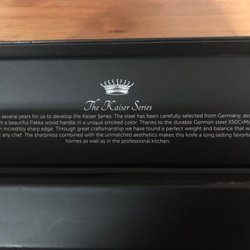 The Kaiser Series
several years for us to develop the Kaiser Series. The steel has been carefully selected from Germany, as
h a beautiful Pakka wood handle in a unique smoked color. Thanks to the durable German steel X50C
n incredibly sharp edge. Through great craftsmanship we have found a perfect weight and balance that w
any other. The sharpness combined with the unmatched aesthetics makes this knife a long lasting favorite
homes as well as in the professional kitchen.